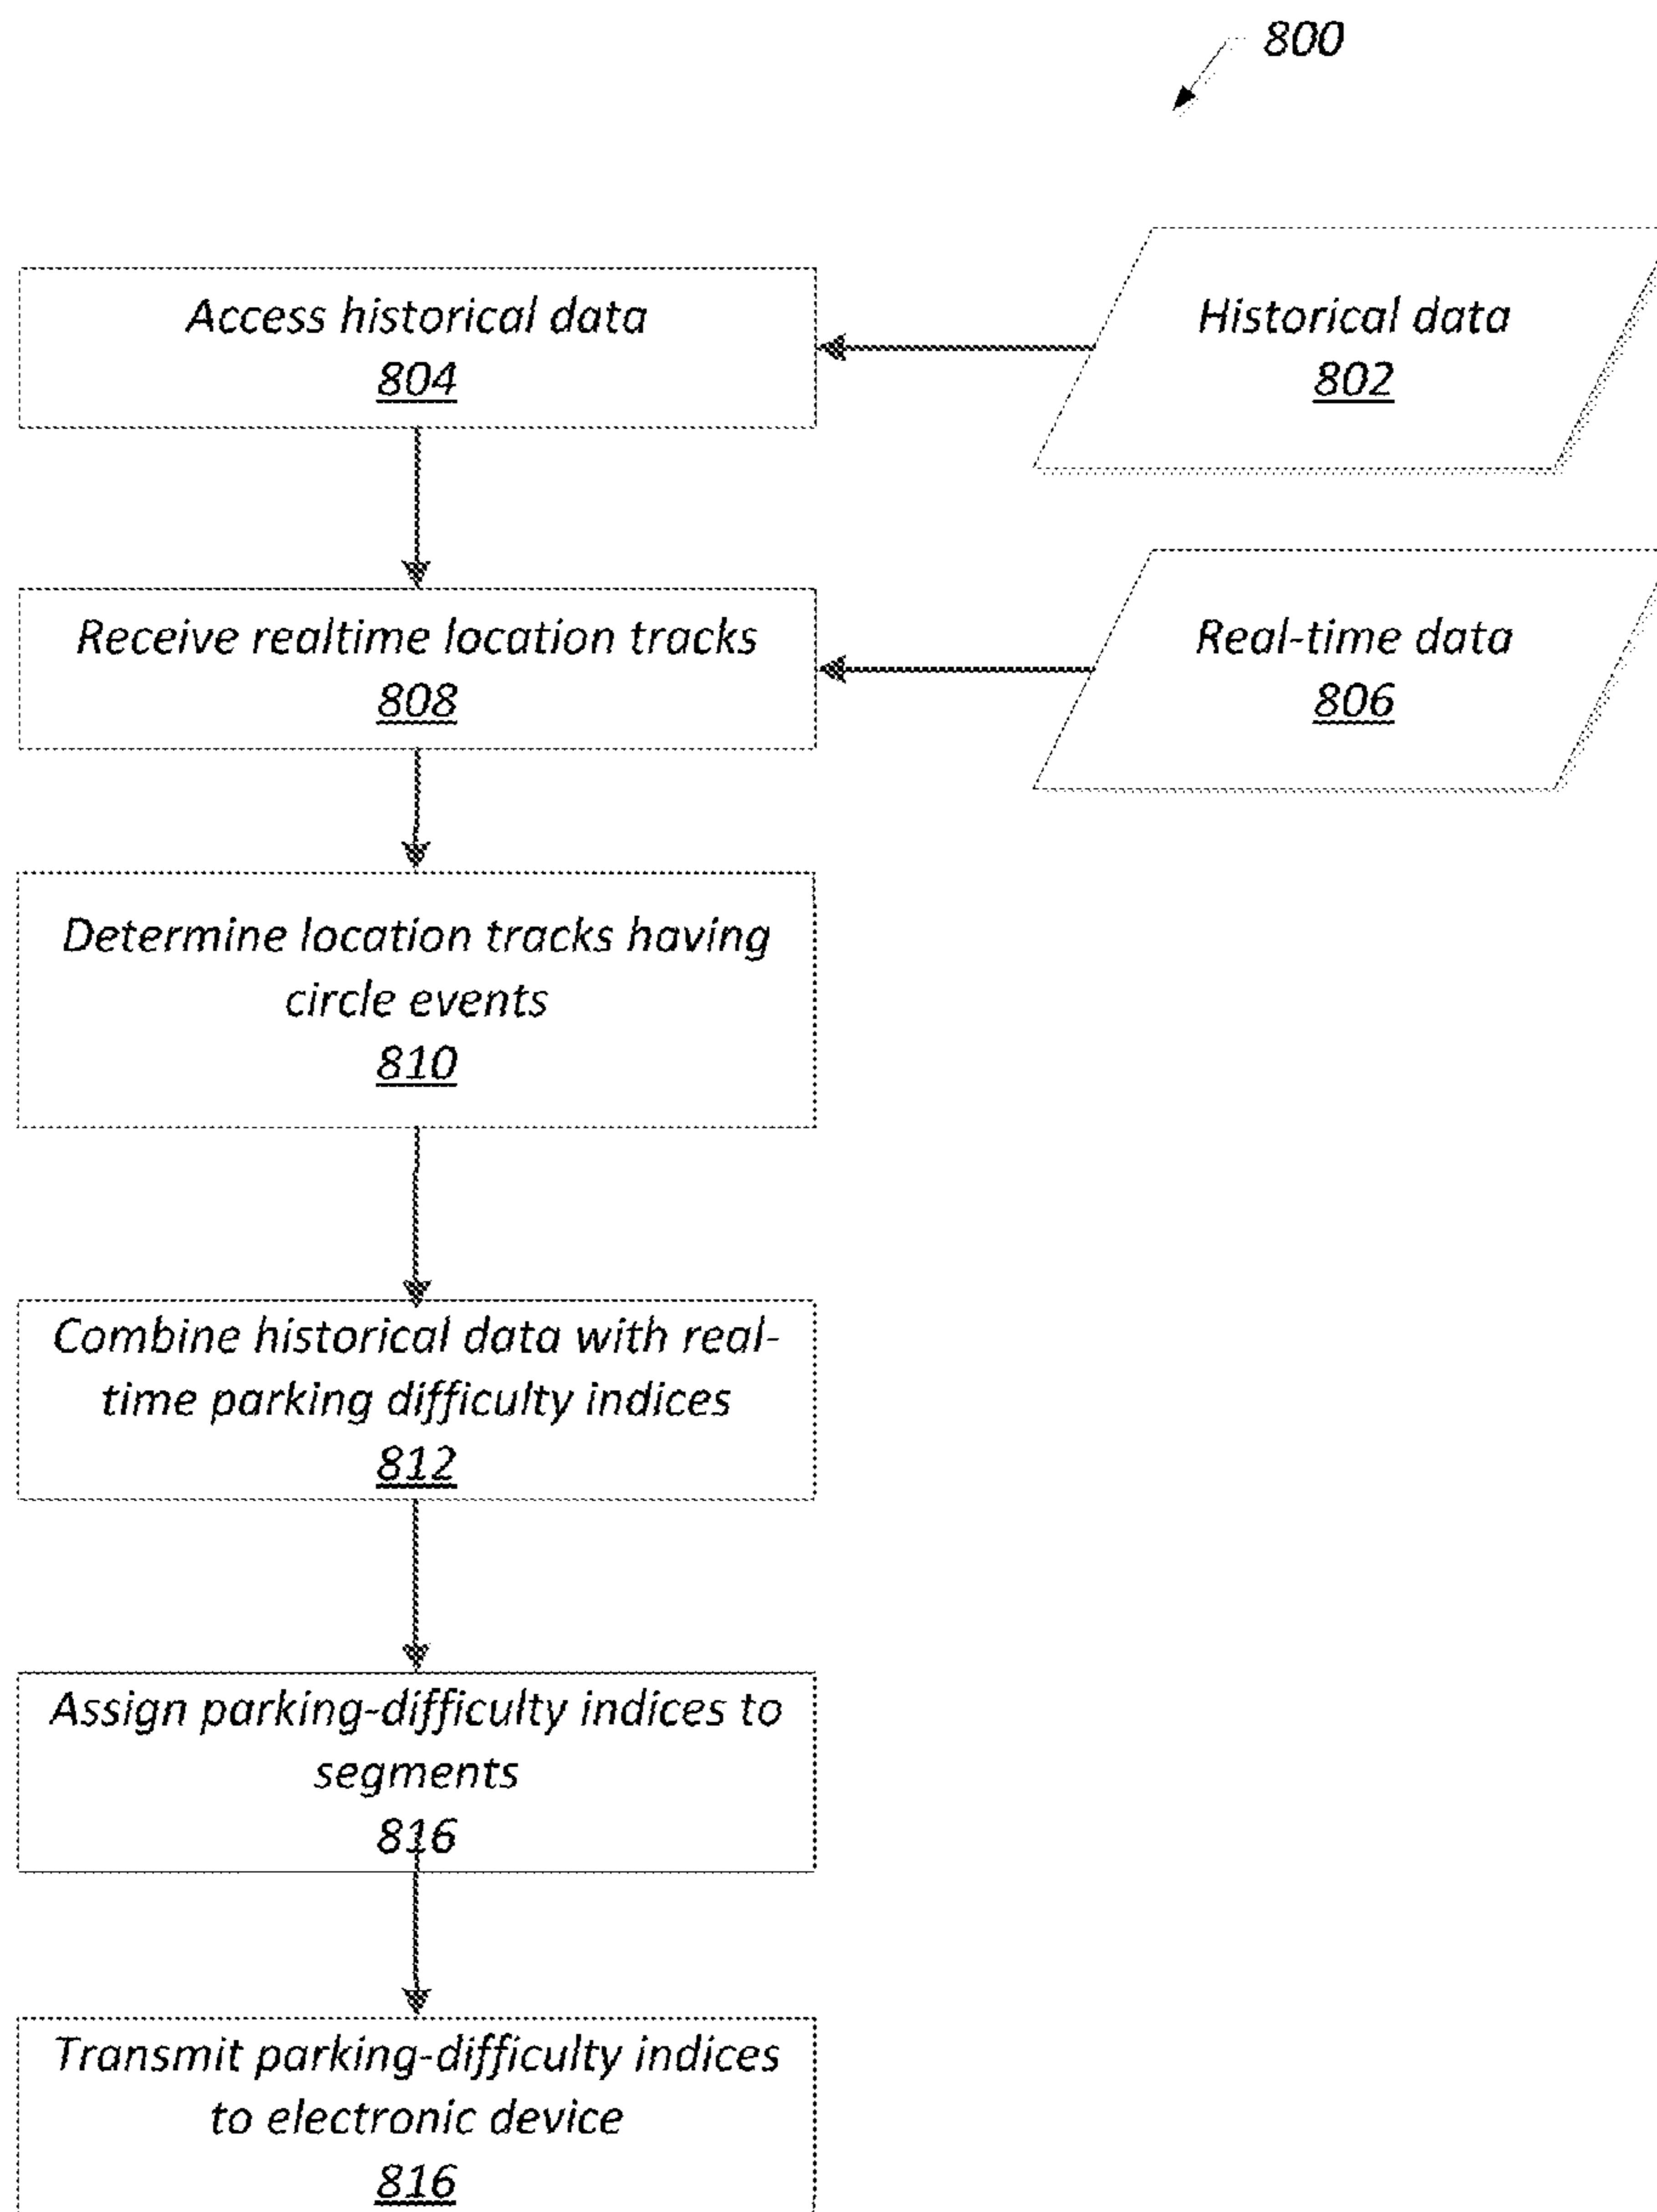 800
Access historical data
804
Historical data
802
Receive realtime location tracks
808
Real-time data
806
Determine location tracks having
circle events
810
Combine historical data with real-
time parking difficulty indices
812
Assign parking-difficulty indices to
segments
816
Transmit parking-difficulty indices
to electronic device
816